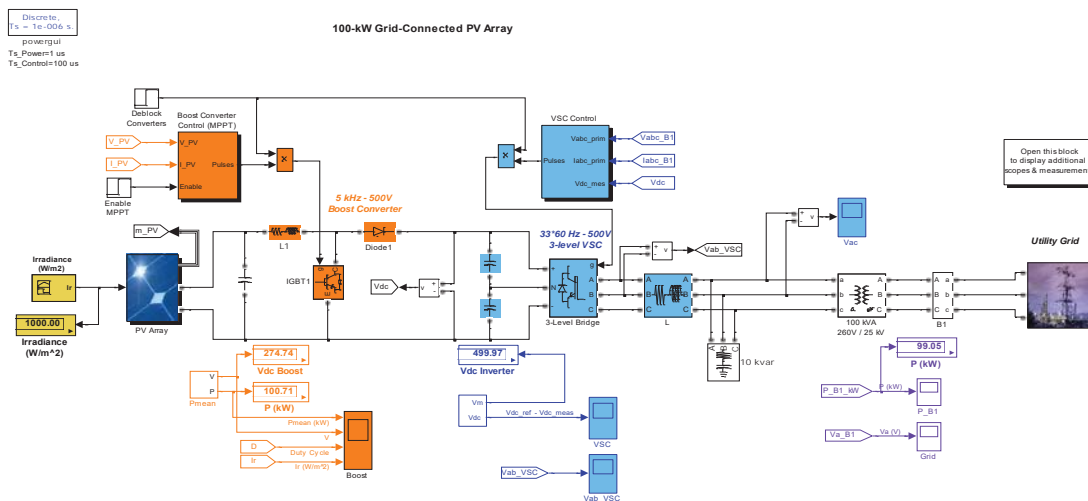 Discrete,
Ts = 1e-006 s.
powergui
Ts_Power=1 us
Ts_Control=100 us
100-kW Grid-Connected PV Array
Deblock
Converters
Boost Converter
Control (MPPT)
V_PV
V_PV
I_PV
I_PV
Pulses
Enable
Enable
MPPT
x
x
VSC Control
Vabc_prim
Vabc_B1
Pulses
Iabc_prim
Iabc_B1
Vdc_mes
Vdc
Open this block
to display additional
scopes & measurements
5 kHz - 500V
Boost Converter
33*60 Hz - 500V
3-level VSC
m_PV
L1
Diode1
IGBT1
g
C
E
Vdc
v
+
-
v
+
-
Vab_VSC
v
+
-
Vac
Utility Grid
Irradiance
(W/m2)
Ir
1000.00
Irradiance
(W/m^2)
PV Array
+
N
-
g
A
B
C
3-Level Bridge
A
B
C
A
B
C
L
A
B
C
10 kvar
A
B
C
a
b
c
100 kVA
260V / 25 kV
A
b
C
a
b
c
B1
a
b
c
274.74
Vdc Boost
V
P
Pmean
100.71
P (kW)
Pmean (kW)
V
D
Duty Cycle
Ir
Ir (W/m^2)
Boost
499.97
Vdc Inverter
Vm
Vdc
Vdc_ref - Vdc_meas
VSC
Vab_VSC
Vab_VSC
99.05
P (kW)
P_B1_kW
P (kW)
P_B1
Va_B1
Va (V)
Grid